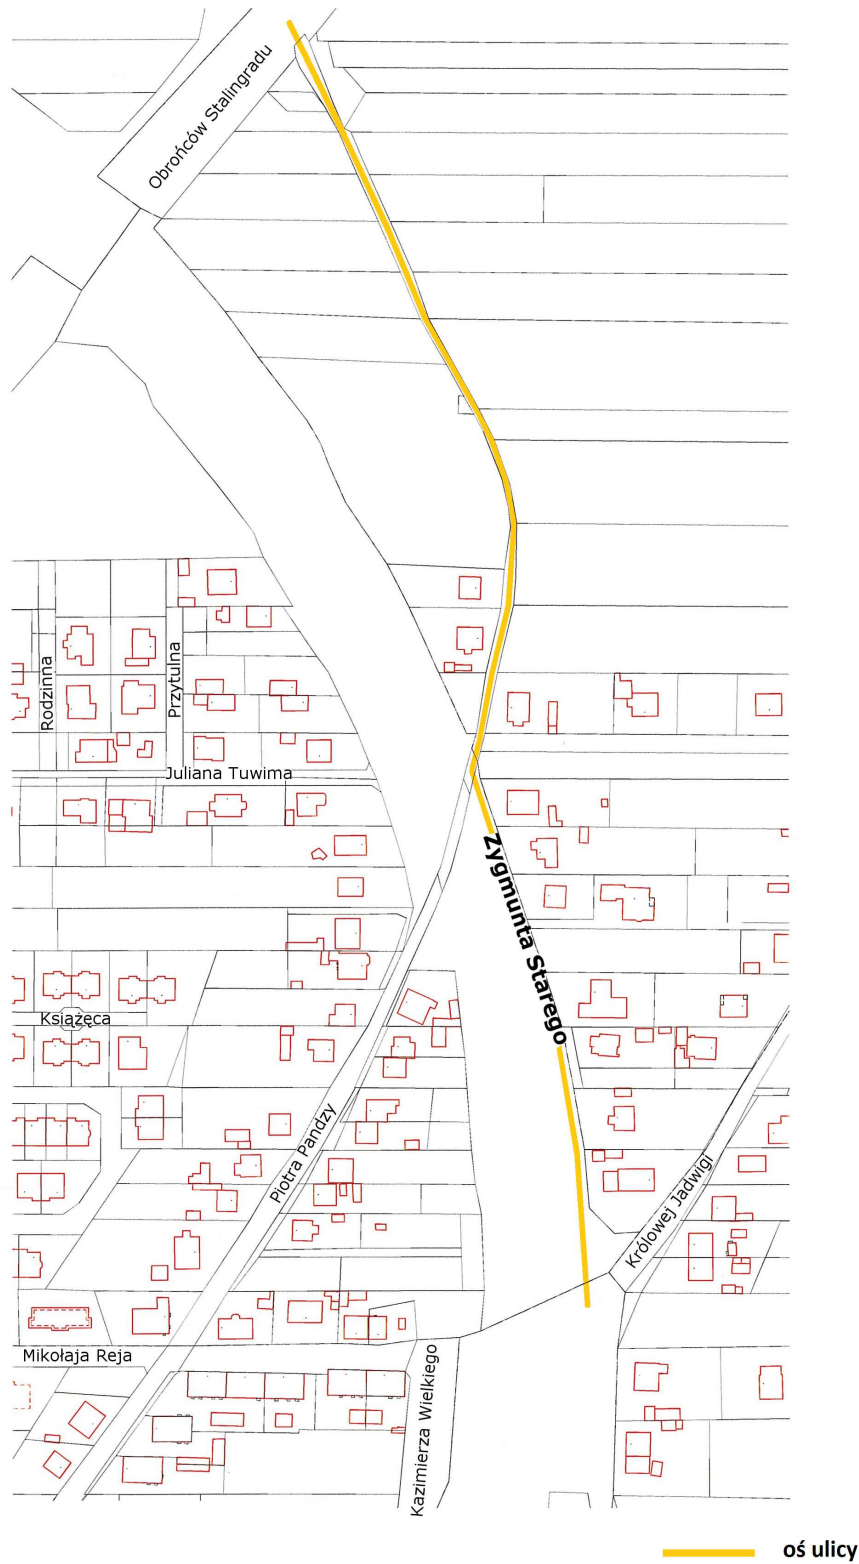 Obrońców Stalingradu
Rodzinna
Przytulna
Juliana Tuwima
Zygmunta Starego
Książęca
Piotra Pandzy
Królowej Jadwigi
Mikołaja Reja
Kazimierza Wielkiego
oś ulicy